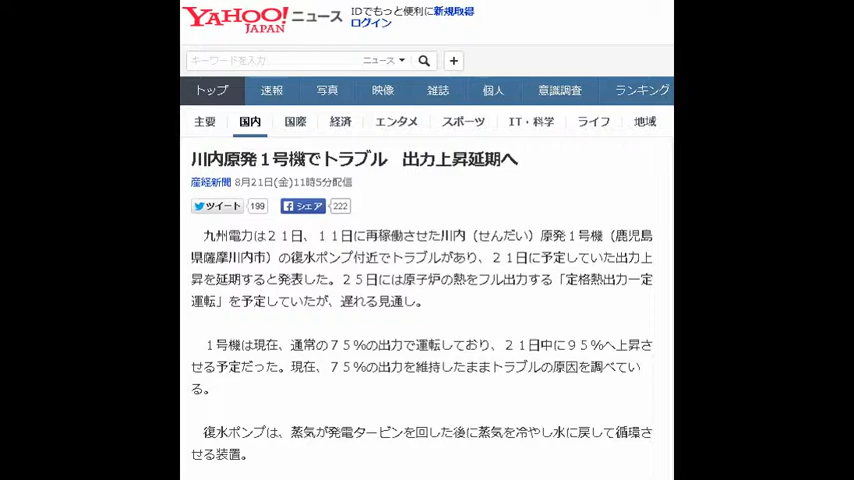 YAHOO! JAPAN ニュース
IDでもっと便利に新規取得
ログイン
キーワードを入力 ニュース
トップ 速報 写真 映像 雑誌 個人 意識調査 ランキング
主要 国内 国際 経済 エンタメ スポーツ IT・科学 ライフ 地域
川内原発1号機でトラブル 出力上昇延期へ
産経新聞 8月21日(金)11時5分配信
ツイート 199 シェア 222
九州電力は21日、11日に再稼働させた川内(せんだい)原発1号機(鹿児島
県薩摩川内市)の復水ポンプ付近でトラブルがあり、21日に予定していた出力上
昇を延期すると発表した。25日には原子炉の熱をフル出力する「定格熱出力一定
運転」を予定していたが、遅れる見通し。
1号機は現在、通常の75%の出力で運転しており、21日中に95%へ上昇さ
せる予定だった。現在、75%の出力を維持したままトラブルの原因を調べてい
る。
復水ポンプは、蒸気が発電タービンを回した後に蒸気を冷やし水に戻して循環さ
せる装置。